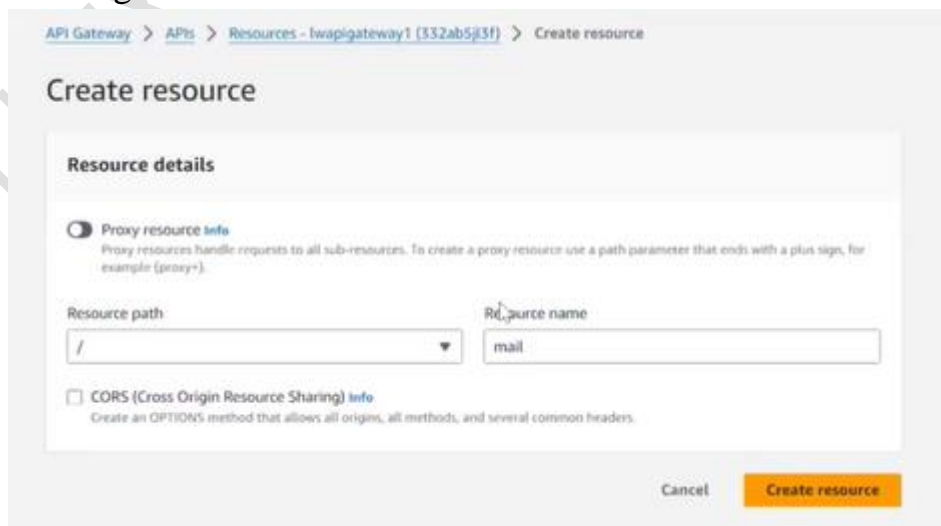 API Gateway > APIs > Resources - lwapigateway1 (332ab5jl3f) > Create resource
Create resource
Resource details
Proxy resource Info
Proxy resources handle requests to all sub-resources. To create a proxy resource use a path parameter that ends with a plus sign, for
example {proxy+}.
Resource path
Resource name
/
mail
CORS (Cross Origin Resource Sharing) Info
Create an OPTIONS method that allows all origins, all methods, and several common headers.
Cancel
Create resource